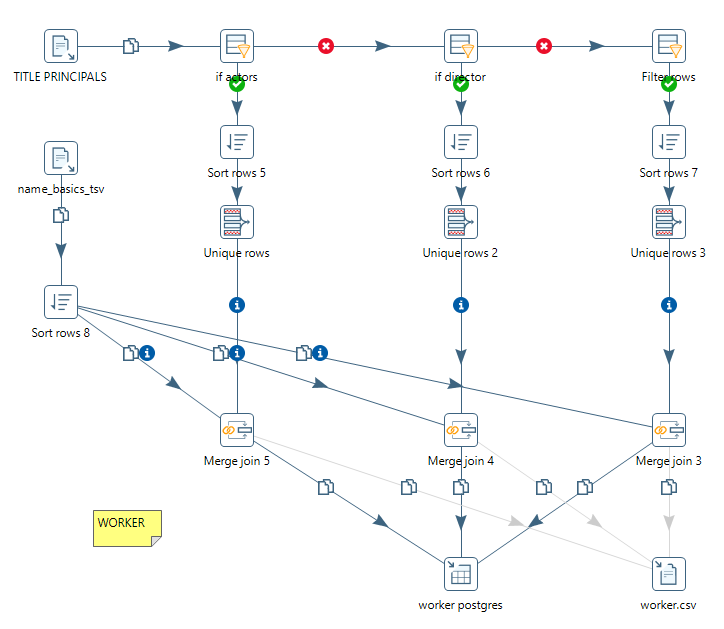 TITLE PRINCIPALS
if actors
if director
Filter rows
Sort rows 5
Sort rows 6
Sort rows 7
name_basics_tsv
Unique rows
Unique rows 2
Unique rows 3
Sort rows 8
Merge join 5
Merge join 4
Merge join 3
WORKER
worker postgres
worker.csv